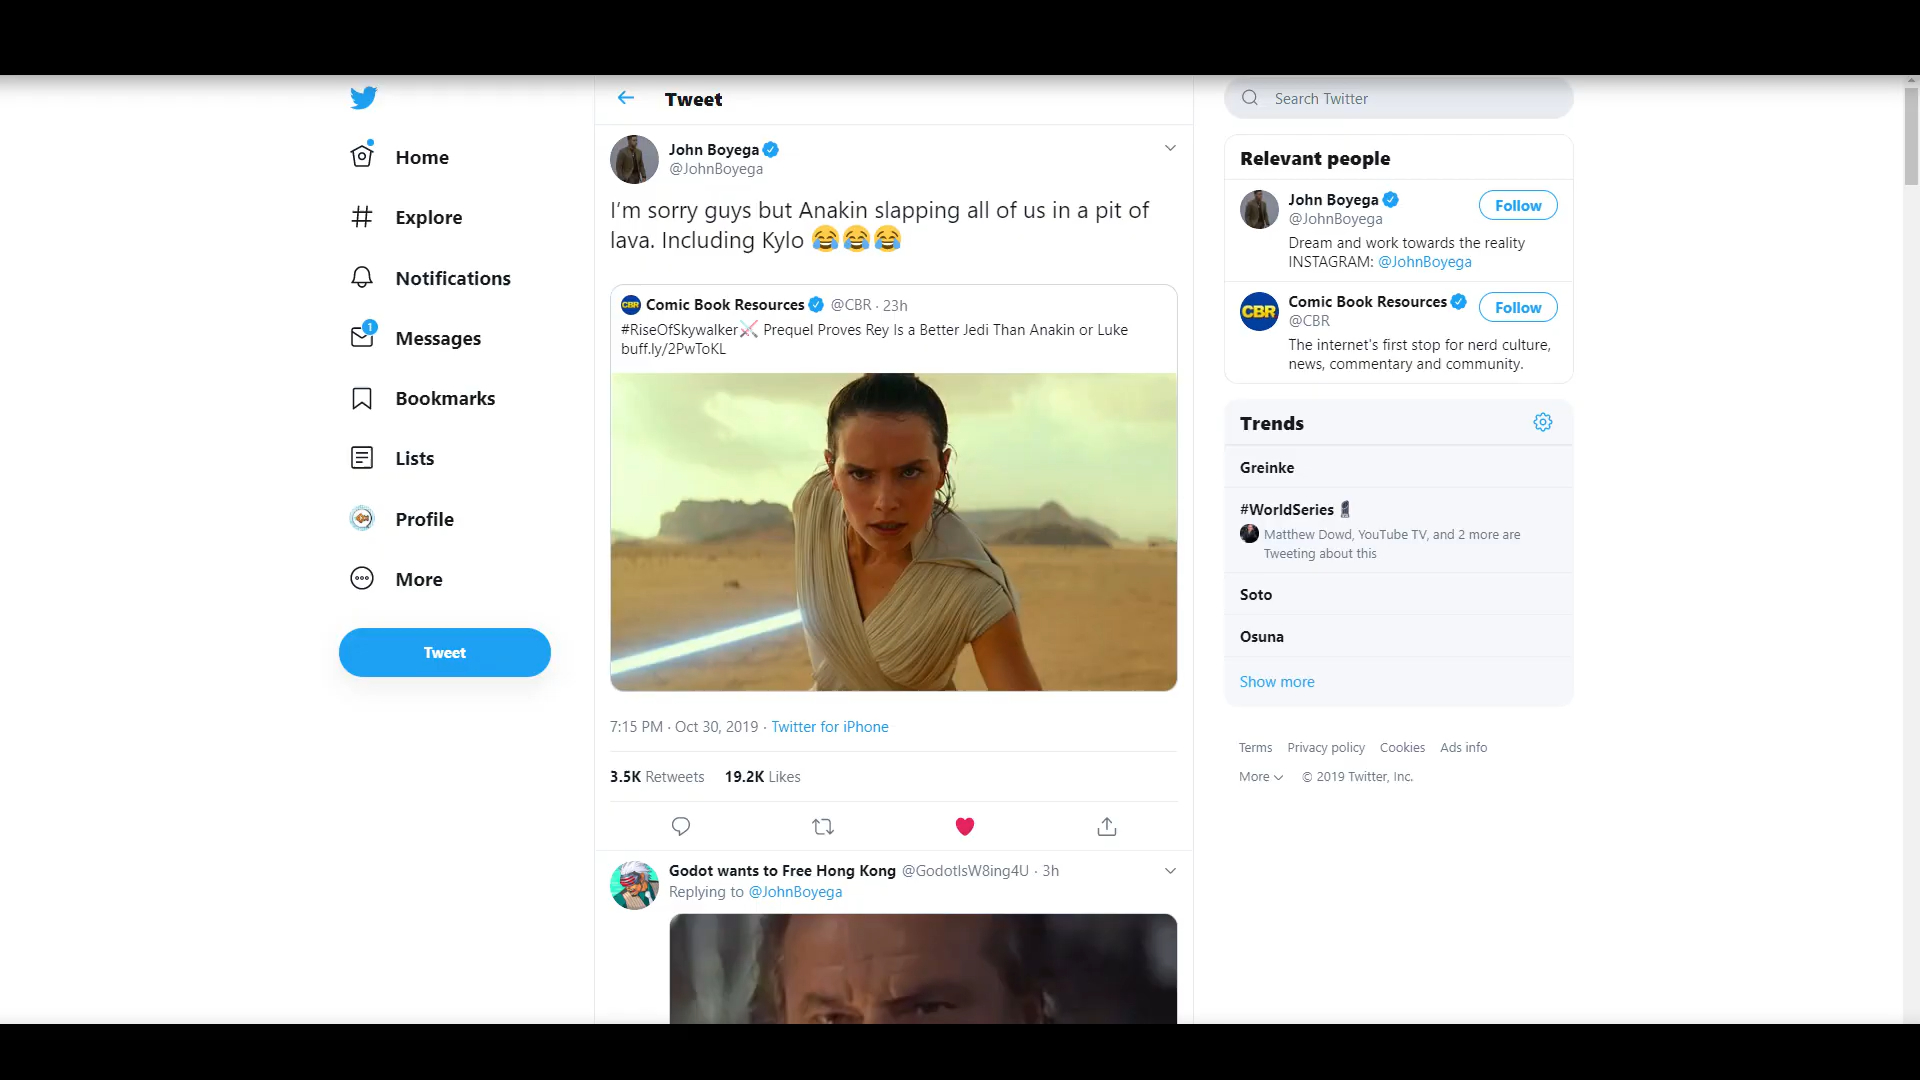 Tweet
Search Twitter
Home
Explore
Notifications
1
Messages
Bookmarks
Lists
Profile
More
Tweet
John Boyega
@JohnBoyega
I'm sorry guys but Anakin slapping all of us in a pit of
lava. Including Kylo 😂😂😂
CBR Comic Book Resources @CBR · 23h
#RiseOfSkywalker⚔️ Prequel Proves Rey Is a Better Jedi Than Anakin or Luke
buff.ly/2PwToKL
7:15 PM · Oct 30, 2019 · Twitter for iPhone
3.5K Retweets 19.2K Likes
Godot wants to Free Hong Kong @GodotIsW8ing4U · 3h
Replying to @JohnBoyega
Relevant people
John Boyega
@JohnBoyega
Follow
Dream and work towards the reality
INSTAGRAM: @JohnBoyega
CBR
Comic Book Resources
@CBR
Follow
The internet's first stop for nerd culture,
news, commentary and community.
Trends
Greinke
#WorldSeries
Matthew Dowd, YouTube TV, and 2 more are
Tweeting about this
Soto
Osuna
Show more
Terms Privacy policy Cookies Ads info
More © 2019 Twitter, Inc.